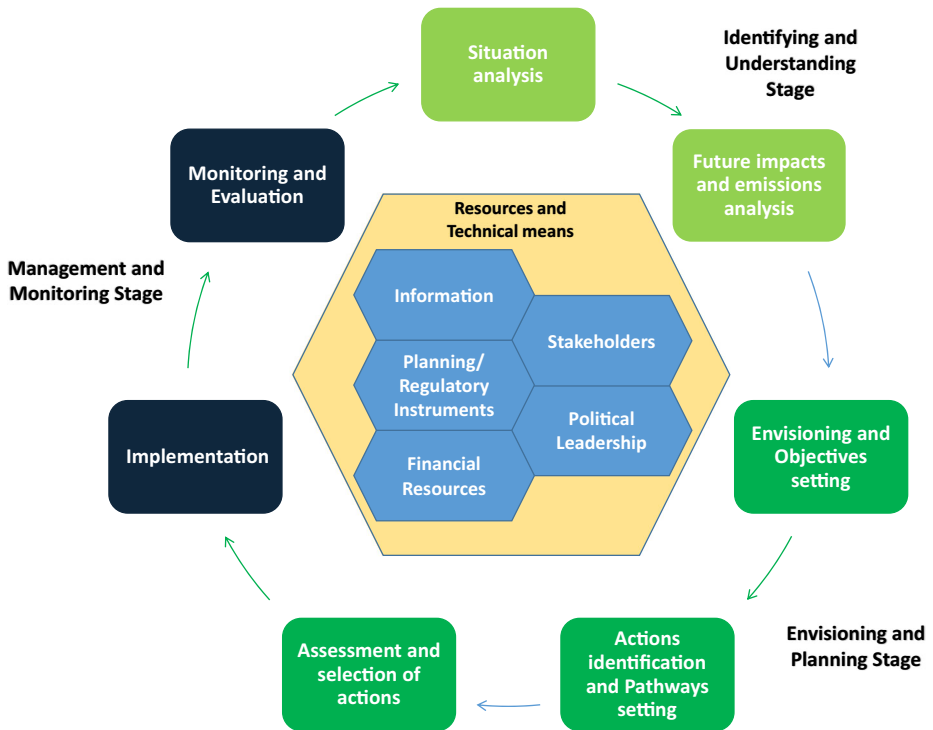 Situation
analysis
Identifying and
Understanding
Stage
Future impacts
and emissions
analysis
Monitoring and
Evaluation
Resources and
Technical means
Management and
Monitoring Stage
Information
Stakeholders
Planning/
Regulatory
Instruments
Political
Leadership
Financial
Resources
Envisioning and
Objectives
setting
Implementation
Envisioning and
Planning Stage
Actions
identification
and Pathways
setting
Assessment and
selection of
actions